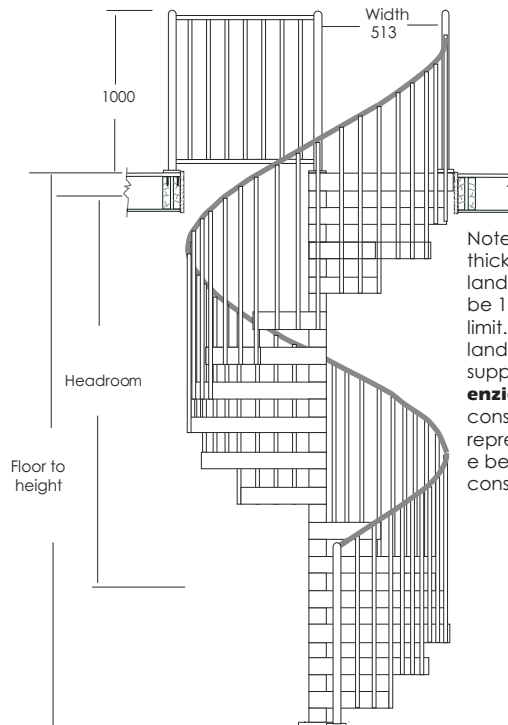 Width
513
1000
Headroom
Floor to
height
Note
thick
land
be 1
limit.
land
supp
enzie
cons
repre
e be
cons